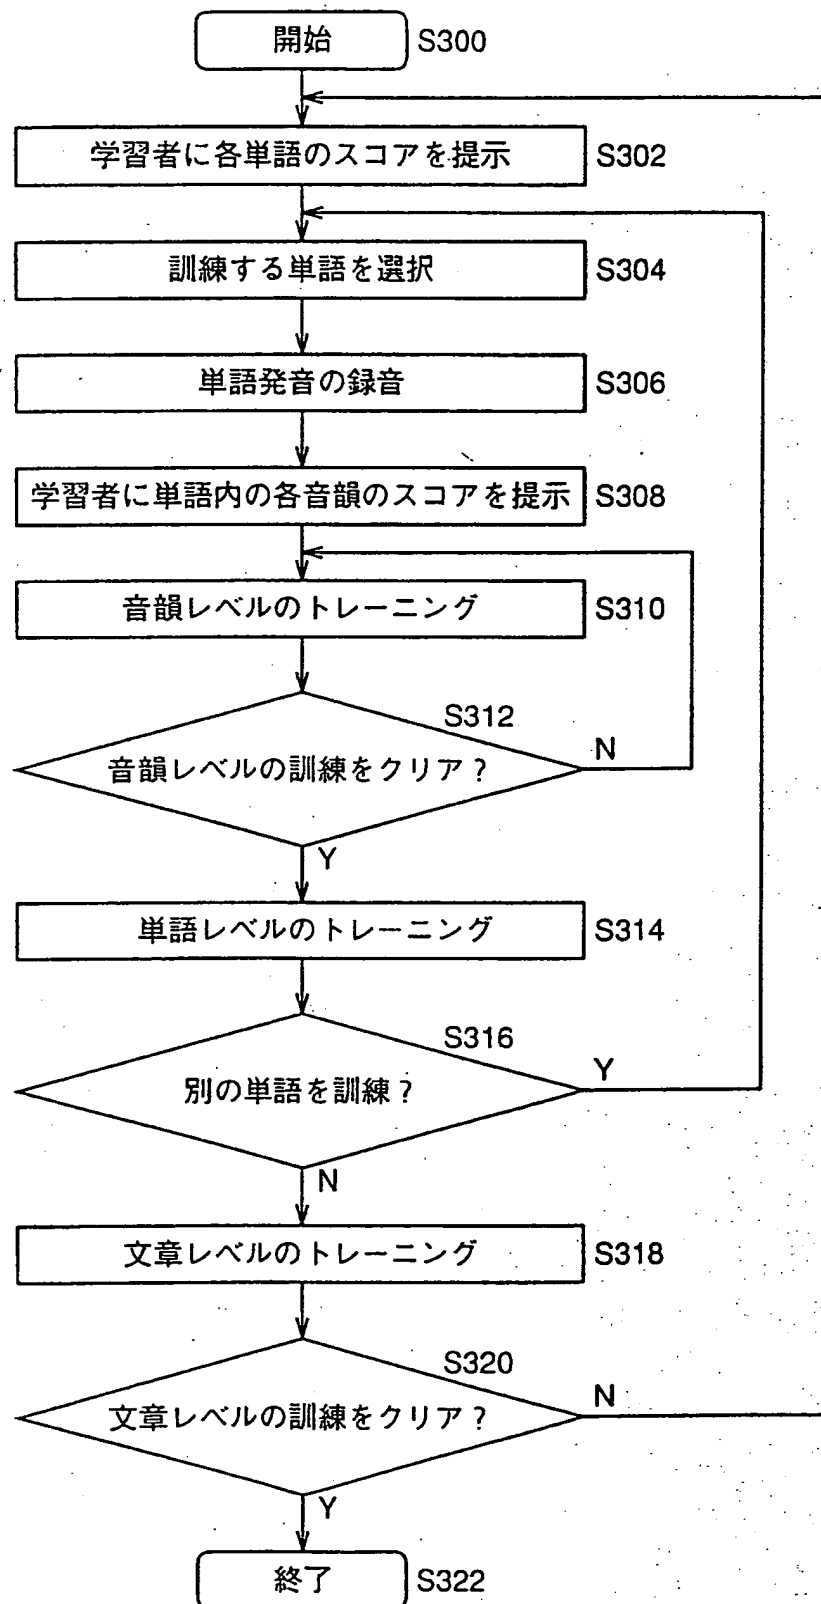 開始 S300
学習者に各単語のスコアを提示 S302
訓練する単語を選択 S304
単語発音の録音 S306
学習者に単語内の各音韻のスコアを提示 S308
音韻レベルのトレーニング S310
S312
音韻レベルの訓練をクリア？ N
Y
単語レベルのトレーニング S314
S316
別の単語を訓練？ Y
N
文章レベルのトレーニング S318
S320
文章レベルの訓練をクリア？ N
Y
終了 S322